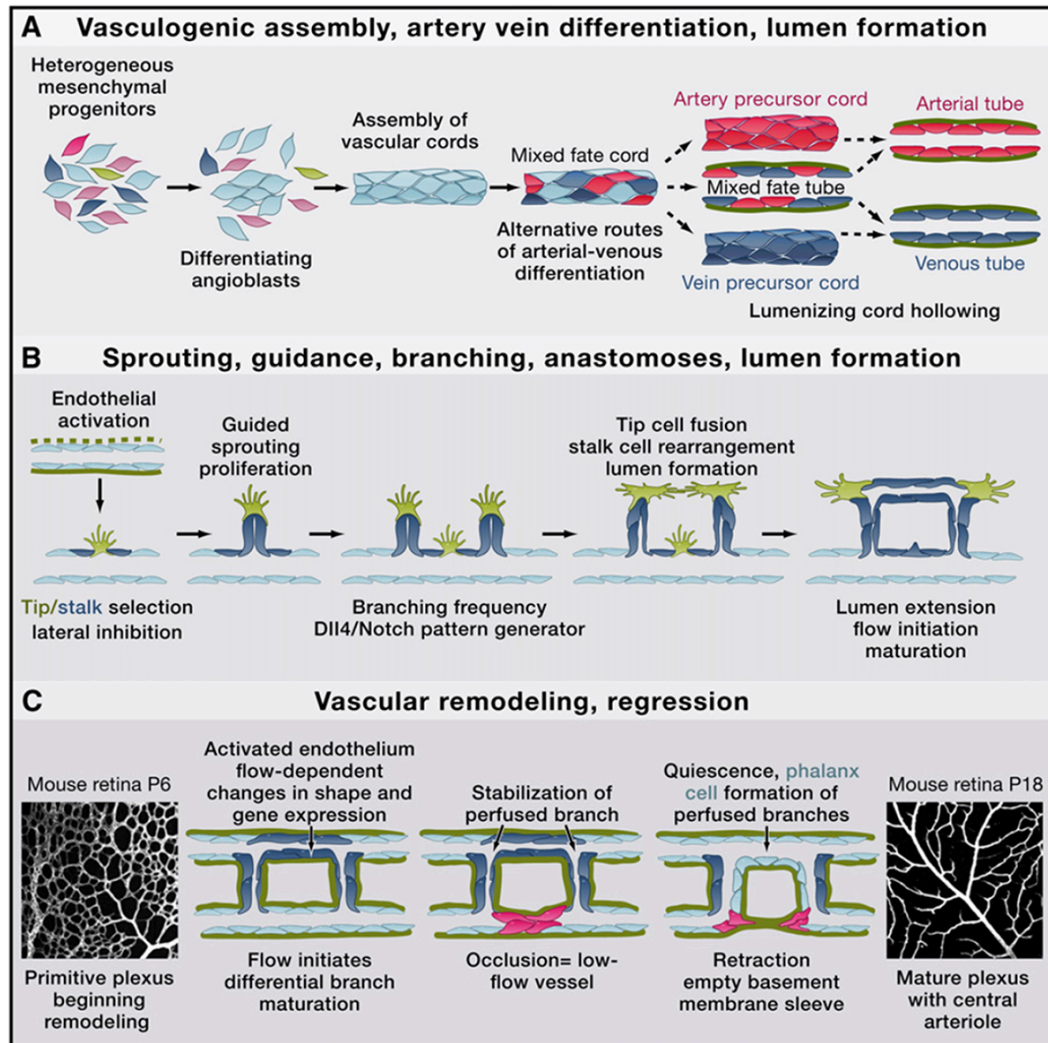 A Vasculogenic assembly, artery vein differentiation, lumen formation
Heterogeneous
mesenchymal
progenitors
Differentiating
angioblasts
Assembly of
vascular cords
Mixed fate cord
Alternative routes
of arterial-venous
differentiation
Artery precursor cord
Mixed fate tube
Vein precursor cord
Arterial tube
Venous tube
Lumenizing cord hollowing
B Sprouting, guidance, branching, anastomoses, lumen formation
Endothelial
activation
Tip/stalk selection
lateral inhibition
Guided
sprouting
proliferation
Branching frequency
Dll4/Notch pattern generator
Tip cell fusion
stalk cell rearrangement
lumen formation
Lumen extension
flow initiation
maturation
C Vascular remodeling, regression
Mouse retina P6
Primitive plexus
beginning
remodeling
Activated endothelium
flow-dependent
changes in shape and
gene expression
Flow initiates
differential branch
maturation
Stabilization of
perfused branch
Occlusion= low-
flow vessel
Quiescence, phalanx
cell formation of
perfused branches
Retraction
empty basement
membrane sleeve
Mouse retina P18
Mature plexus
with central
arteriole